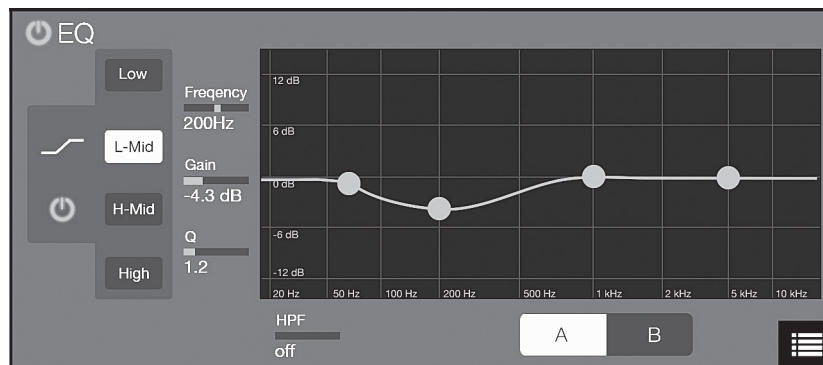 EQ
Low
L-Mid
H-Mid
High
Freqency
200Hz
Gain
-4.3 dB
Q
1.2
12 dB
6 dB
0 dB
-6 dB
-12 dB
20 Hz 50 Hz 100 Hz 200 Hz 500 Hz 1 kHz 2 kHz 5 kHz 10 kHz
HPF
off
A B